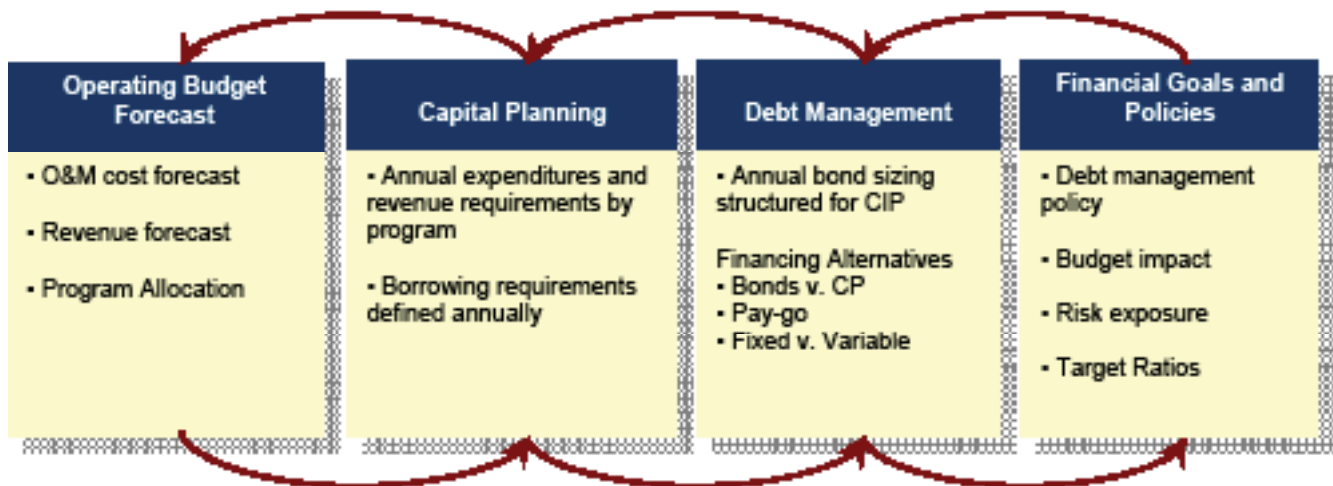 Operating Budget
Forecast
▪ O&M cost forecast
▪ Revenue forecast
▪ Program Allocation
Capital Planning
▪ Annual expenditures and
revenue requirements by
program
▪ Borrowing requirements
defined annually
Debt Management
▪ Annual bond sizing
structured for CIP
Financing Alternatives
▪ Bonds v. CP
▪ Pay-go
▪ Fixed v. Variable
Financial Goals and
Policies
▪ Debt management
policy
▪ Budget impact
▪ Risk exposure
▪ Target Ratios